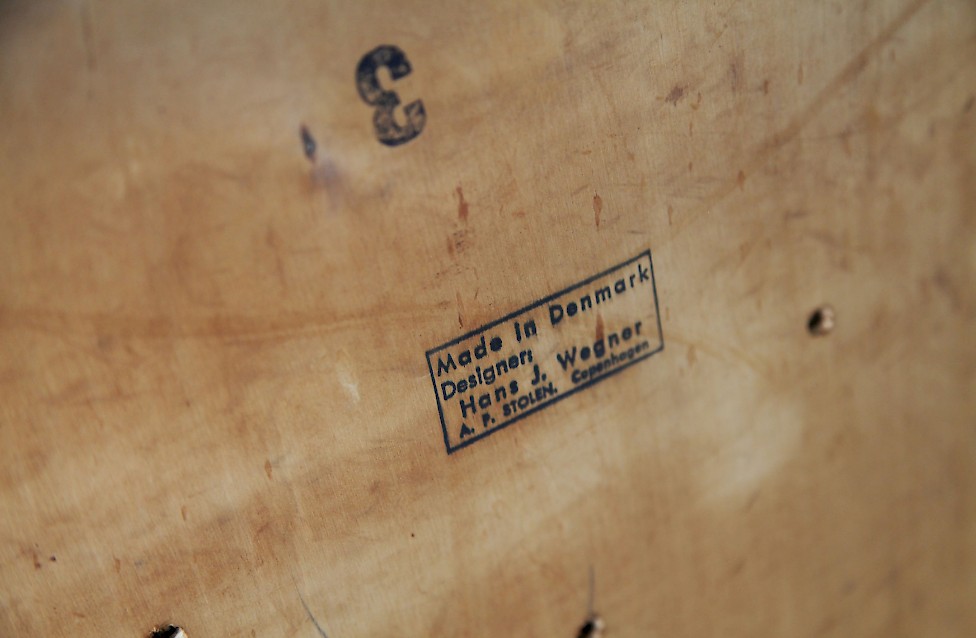 3
Made in Denmark
Designer:
Hans J. Wegner
A. P. STOLEN. Copenhagen